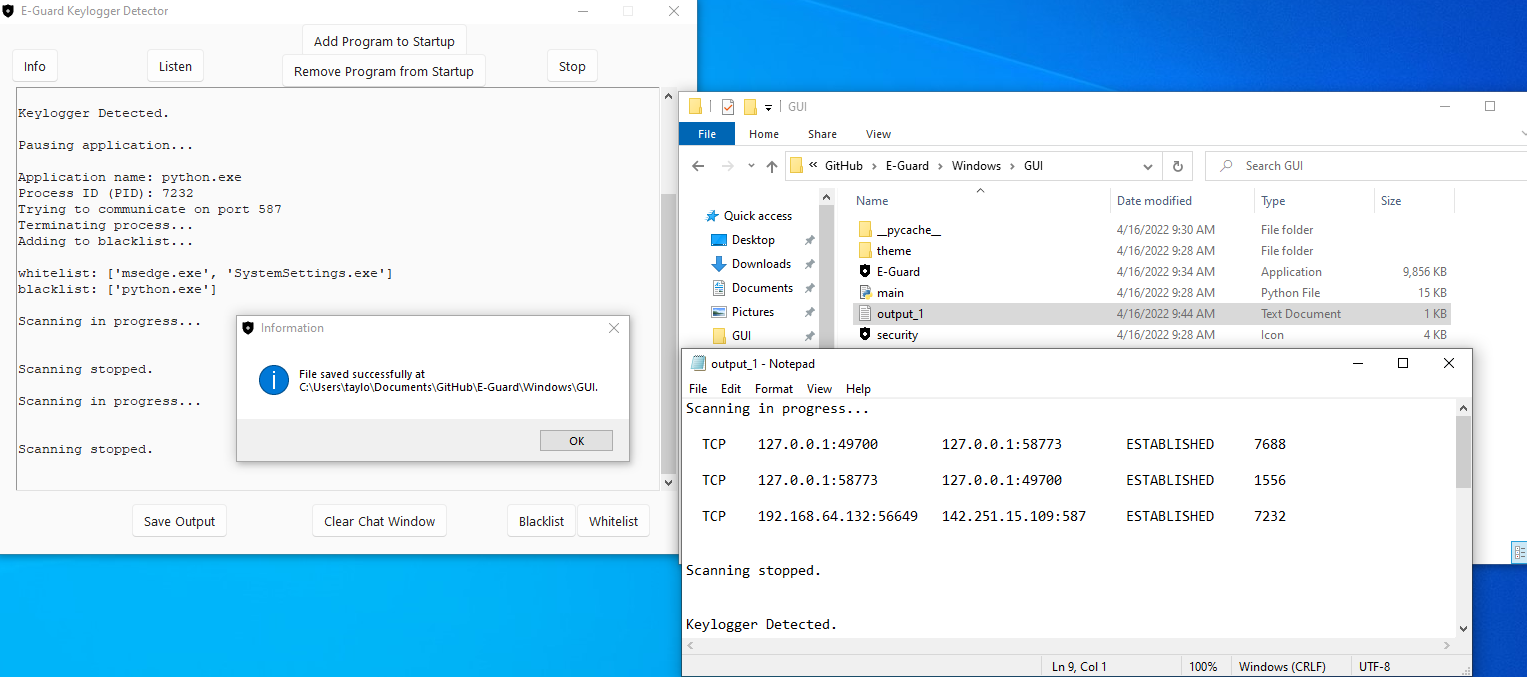 E-Guard Keylogger Detector
Info
Listen
Add Program to Startup
Remove Program from Startup
Stop
Keylogger Detected.
Pausing application...
Application name: python.exe
Process ID (PID): 7232
Trying to communicate on port 587
Terminating process...
Adding to blacklist...
whitelist: ['msedge.exe', 'SystemSettings.exe']
blacklist: ['python.exe']
Scanning in progress...
Scanning stopped.
Scanning in progress...
Scanning stopped.
Save Output
Clear Chat Window
Blacklist
Whitelist
Information
File saved successfully at
C:\Users\taylo\Documents\GitHub\E-Guard\Windows\GUI.
OK
GUI
File Home Share View
« GitHub › E-Guard › Windows › GUI
Search GUI
Quick access
Desktop
Downloads
Documents
Pictures
GUI
Name Date modified Type Size
__pycache__ 4/16/2022 9:30 AM File folder
theme 4/16/2022 9:28 AM File folder
E-Guard 4/16/2022 9:34 AM Application 9,856 KB
main 4/16/2022 9:28 AM Python File 15 KB
output_1 4/16/2022 9:44 AM Text Document 1 KB
security 4/16/2022 9:28 AM Icon 4 KB
output_1 - Notepad
File Edit Format View Help
Scanning in progress...
TCP 127.0.0.1:49700 127.0.0.1:58773 ESTABLISHED 7688
TCP 127.0.0.1:58773 127.0.0.1:49700 ESTABLISHED 1556
TCP 192.168.64.132:56649 142.251.15.109:587 ESTABLISHED 7232
Scanning stopped.
Keylogger Detected.
Ln 9, Col 1 100% Windows (CRLF) UTF-8